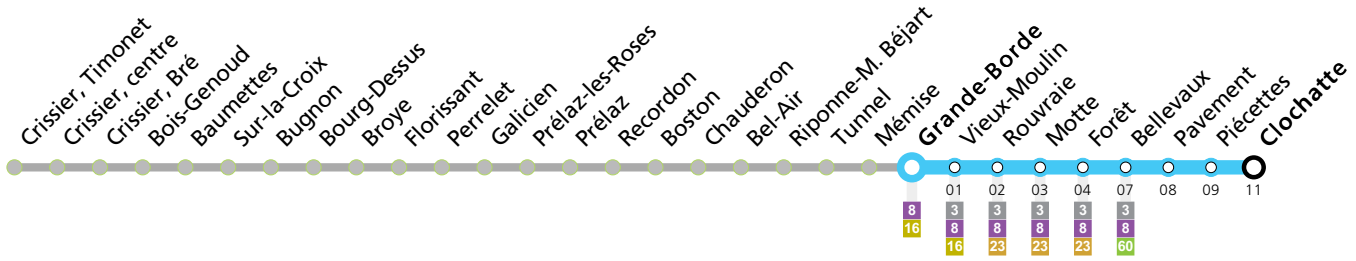 Crissier, Timonet
Crissier, centre
Crissier, Bré
Bois-Genoud
Baumettes
Sur-la-Croix
Bugnon
Bourg-Dessus
Broye
Florissant
Perrelet
Galicien
Prélaz-les-Roses
Prélaz
Recordon
Boston
Chauderon
Bel-Air
Riponne-M. Béjart
Tunnel
Mémise
Grande-Borde
Vieux-Moulin
Rouvraie
Motte
Forêt
Bellevaux
Pavement
Piécettes
Clochatte
01 02 03 04 07 08 09 11
8 3 3 3 3 3
16 8 8 8 8 8
16 23 23 23 60